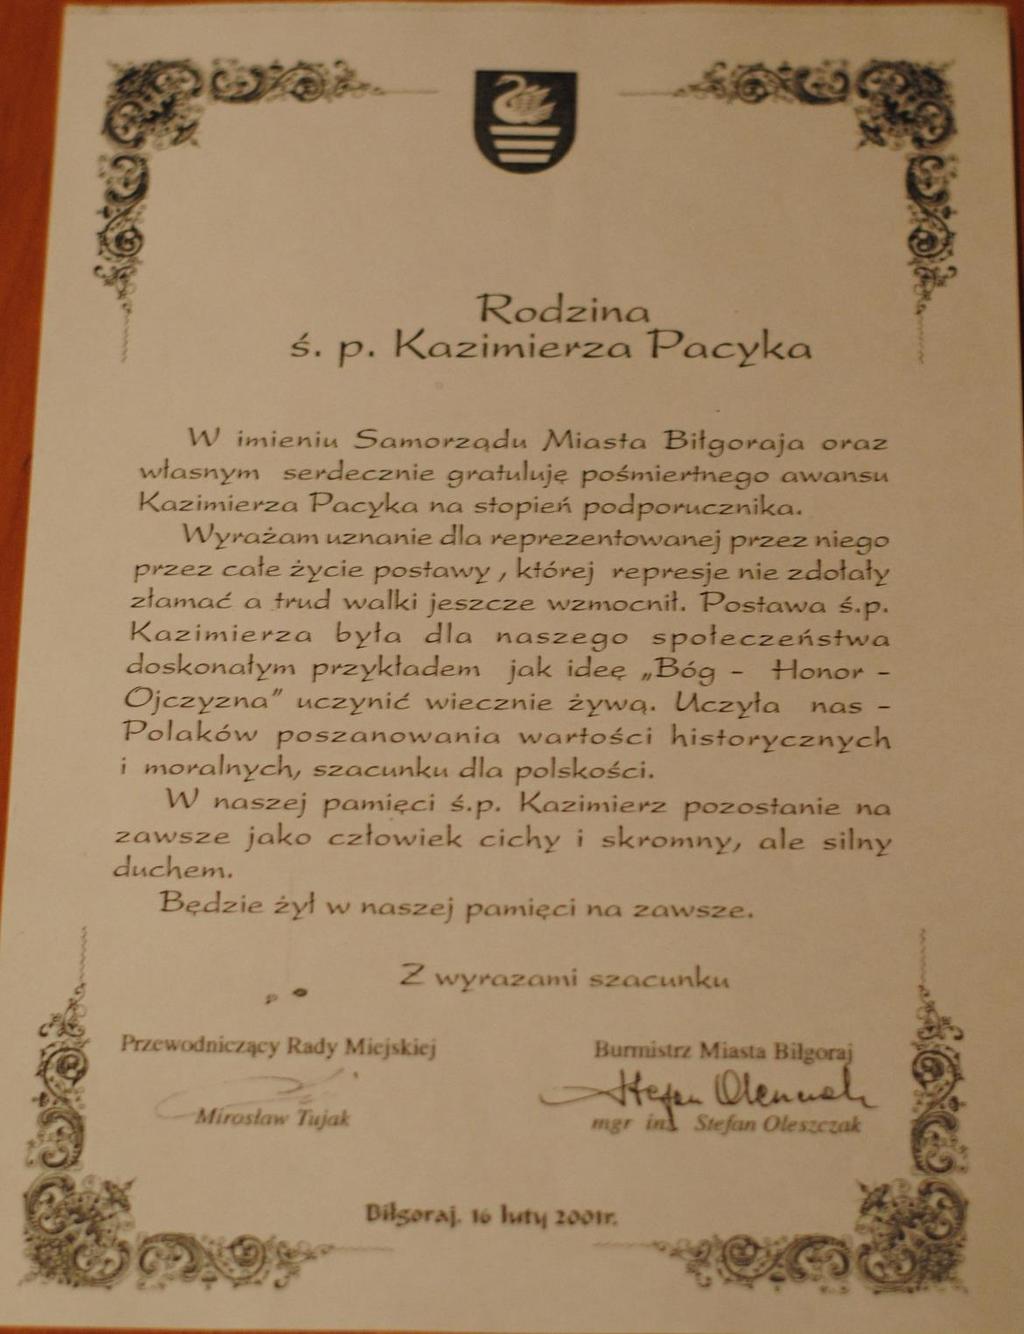 Rodzina
ś. p. Kazimierza Pacyka
W imieniu Samorządu Miasta Biłgoraja oraz
własnym serdecznie gratuluję pośmiertnego awansu
Kazimierza Pacyka na stopień podporucznika.
Wyrażam uznanie dla reprezentowanej przez niego
przez całe życie postawy , której represje nie zdołały
złamać a trud walki jeszcze wzmocnił. Postawa ś.p.
Kazimierza była dla naszego społeczeństwa
doskonałym przykładem jak ideę „Bóg - Honor -
Ojczyzna" uczynić wiecznie żywą. Uczyła nas -
Polaków poszanowania wartości historycznych
i moralnych, szacunku dla polskości.
W naszej pamięci ś.p. Kazimierz pozostanie na
zawsze jako człowiek cichy i skromny, ale silny
duchem.
Będzie żył w naszej pamięci na zawsze.
Z wyrazami szacunku
Przewodniczący Rady Miejskiej
Mirosław Tujak
Burmistrz Miasta Biłgoraj
Stefan Oleszczak
mgr inż. Stefan Oleszczak
Biłgoraj, 16 luty 2001r.